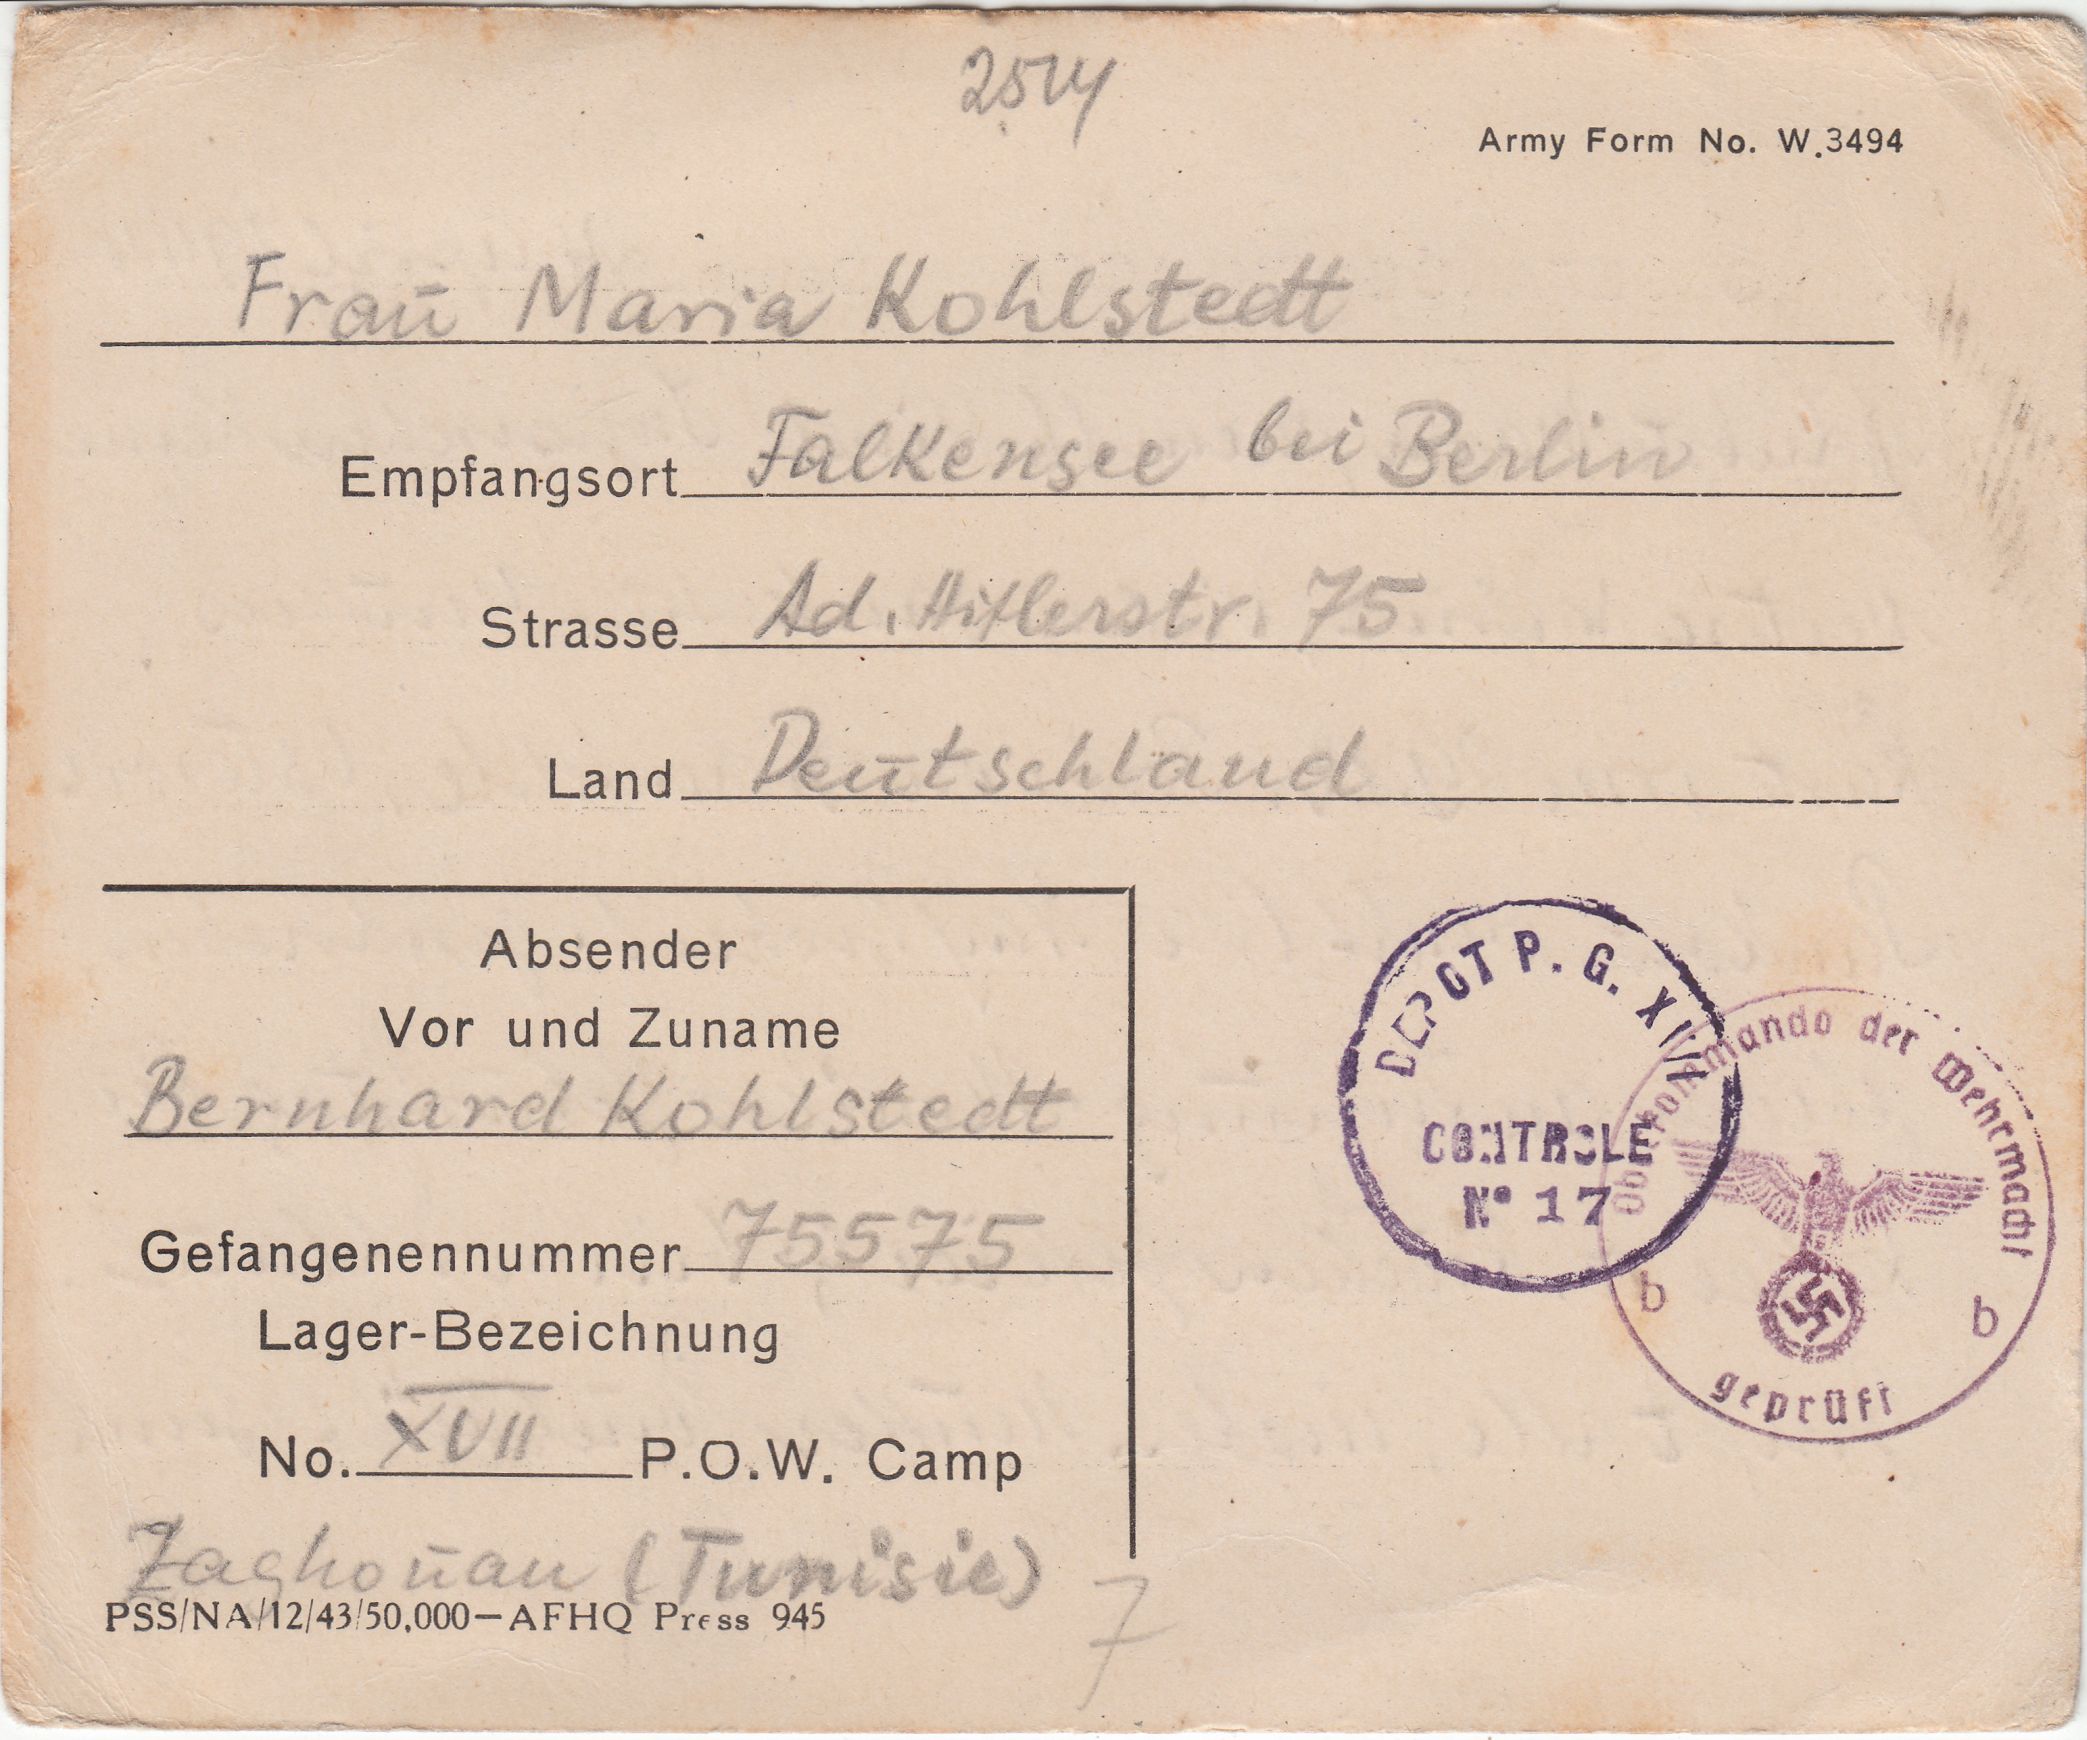 Army Form No. W.3494
Frau Maria Kohlstedt
Empfangsort Falkensee bei Berlin
Strasse Ad. Hitlerstr. 75
Land Deutschland
Absender
Vor und Zuname
Bernhard Kohlstedt
Gefangenennummer 75575
Lager-Bezeichnung
No. XVII P.O.W. Camp
Zaghouan (Tunisie)
PSS/NA/12/43/50,000—AFHQ Press 945
7
DEPOT P. G. XVII
CONTROLE
N° 17
Oberkommando der Wehrmacht
b b
geprüft